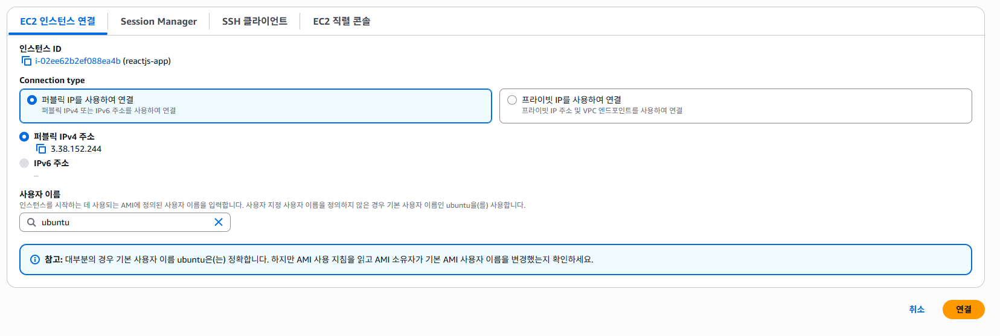 EC2 인스턴스 연결
Session Manager
SSH 클라이언트
EC2 직렬 콘솔
인스턴스 ID
i-02ee62b2ef088ea4b (reactjs-app)
Connection type
퍼블릭 IP를 사용하여 연결
퍼블릭 IPv4 또는 IPv6 주소를 사용하여 연결
프라이빗 IP를 사용하여 연결
프라이빗 IP 주소 및 VPC 엔드포인트를 사용하여 연결
퍼블릭 IPv4 주소
3.38.152.244
IPv6 주소
–
사용자 이름
인스턴스를 시작하는 데 사용되는 AMI에 정의된 사용자 이름을 입력합니다. 사용자 지정 사용자 이름을 정의하지 않은 경우 기본 사용자 이름인 ubuntu을(를) 사용합니다.
ubuntu
참고: 대부분의 경우 기본 사용자 이름 ubuntu은(는) 정확합니다. 하지만 AMI 사용 지침을 읽고 AMI 소유자가 기본 AMI 사용자 이름을 변경했는지 확인하세요.
취소
연결